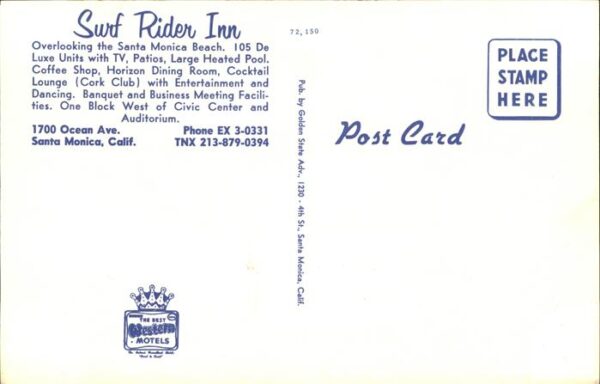 Surf Rider Inn
Overlooking the Santa Monica Beach. 105 De
Luxe Units with TV, Patios, Large Heated Pool.
Coffee Shop, Horizon Dining Room, Cocktail
Lounge (Cork Club) with Entertainment and
Dancing. Banquet and Business Meeting Facili-
ties. One Block West of Civic Center and
Auditorium.
1700 Ocean Ave. Phone EX 3-0331
Santa Monica, Calif. TNX 213-879-0394
THE BEST
Western
MOTELS
72,150
Pub. by Golden State Adv., 1230 - 4th St., Santa Monica, Calif.
PLACE
STAMP
HERE
Post Card